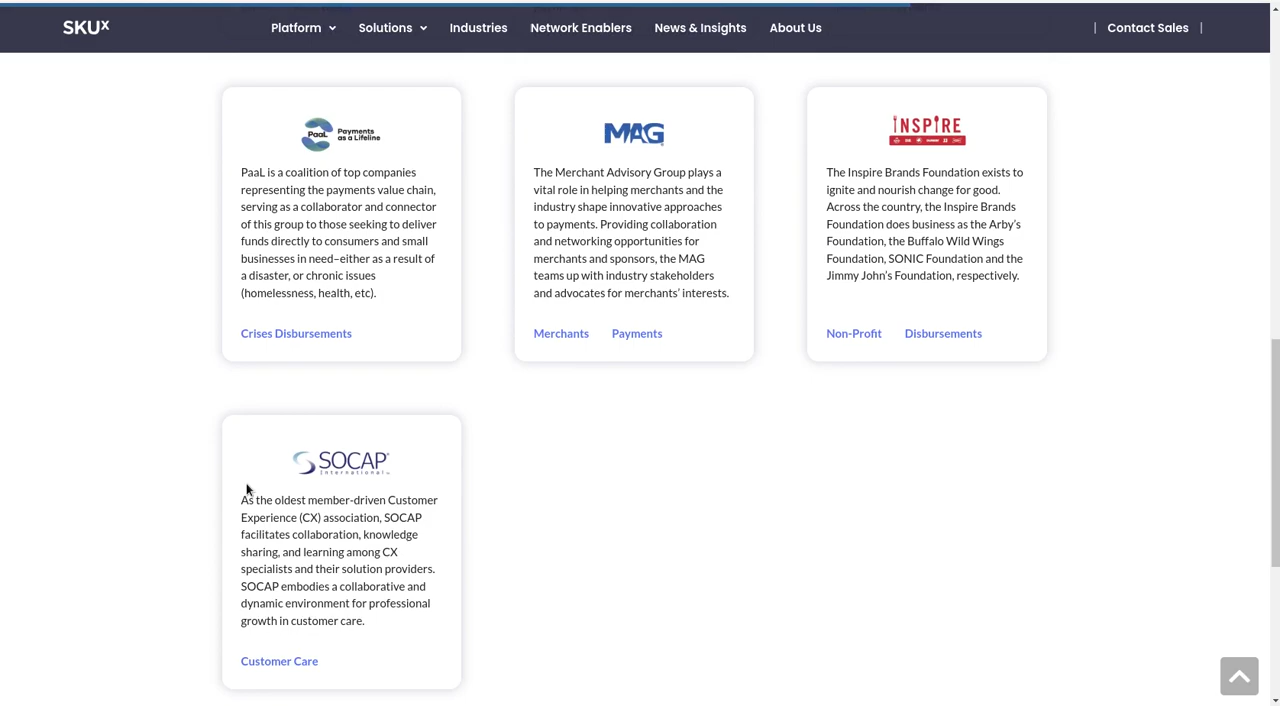 SKUx
Platform
Solutions
Industries
Network Enablers
News & Insights
About Us
| Contact Sales |
PaaL Payments
as a Lifeline
PaaL is a coalition of top companies
representing the payments value chain,
serving as a collaborator and connector
of this group to those seeking to deliver
funds directly to consumers and small
businesses in need–either as a result of
a disaster, or chronic issues
(homelessness, health, etc).
Crises Disbursements
MAG
The Merchant Advisory Group plays a
vital role in helping merchants and the
industry shape innovative approaches
to payments. Providing collaboration
and networking opportunities for
merchants and sponsors, the MAG
teams up with industry stakeholders
and advocates for merchants’ interests.
Merchants Payments
INSPIRE
The Inspire Brands Foundation exists to
ignite and nourish change for good.
Across the country, the Inspire Brands
Foundation does business as the Arby’s
Foundation, the Buffalo Wild Wings
Foundation, SONIC Foundation and the
Jimmy John’s Foundation, respectively.
Non-Profit Disbursements
SOCAP
International
As the oldest member-driven Customer
Experience (CX) association, SOCAP
facilitates collaboration, knowledge
sharing, and learning among CX
specialists and their solution providers.
SOCAP embodies a collaborative and
dynamic environment for professional
growth in customer care.
Customer Care